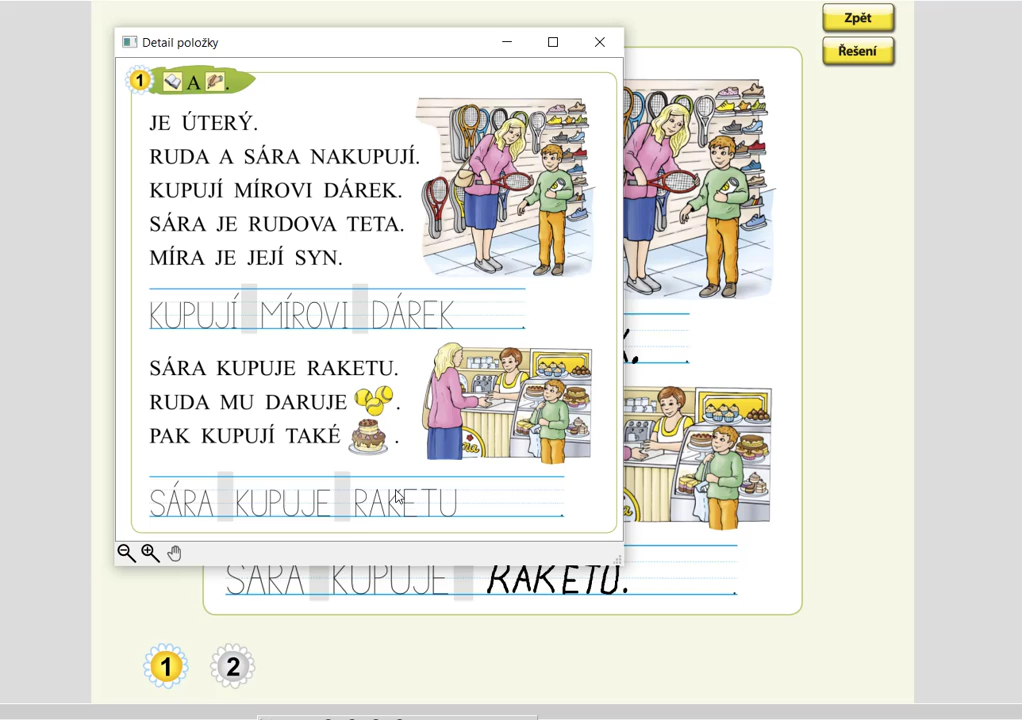 Zpět
Řešení
Detail položky
1 A .
JE ÚTERÝ.
RUDA A SÁRA NAKUPUJÍ.
KUPUJÍ MÍROVI DÁREK.
SÁRA JE RUDOVA TETA.
MÍRA JE JEJÍ SYN.
KUPUJÍ MÍROVI DÁREK .
SÁRA KUPUJE RAKETU.
RUDA MU DARUJE .
PAK KUPUJÍ TAKÉ .
SÁRA KUPUJE RAKETU .
SÁRA KUPUJE RAKETU. .
1 2